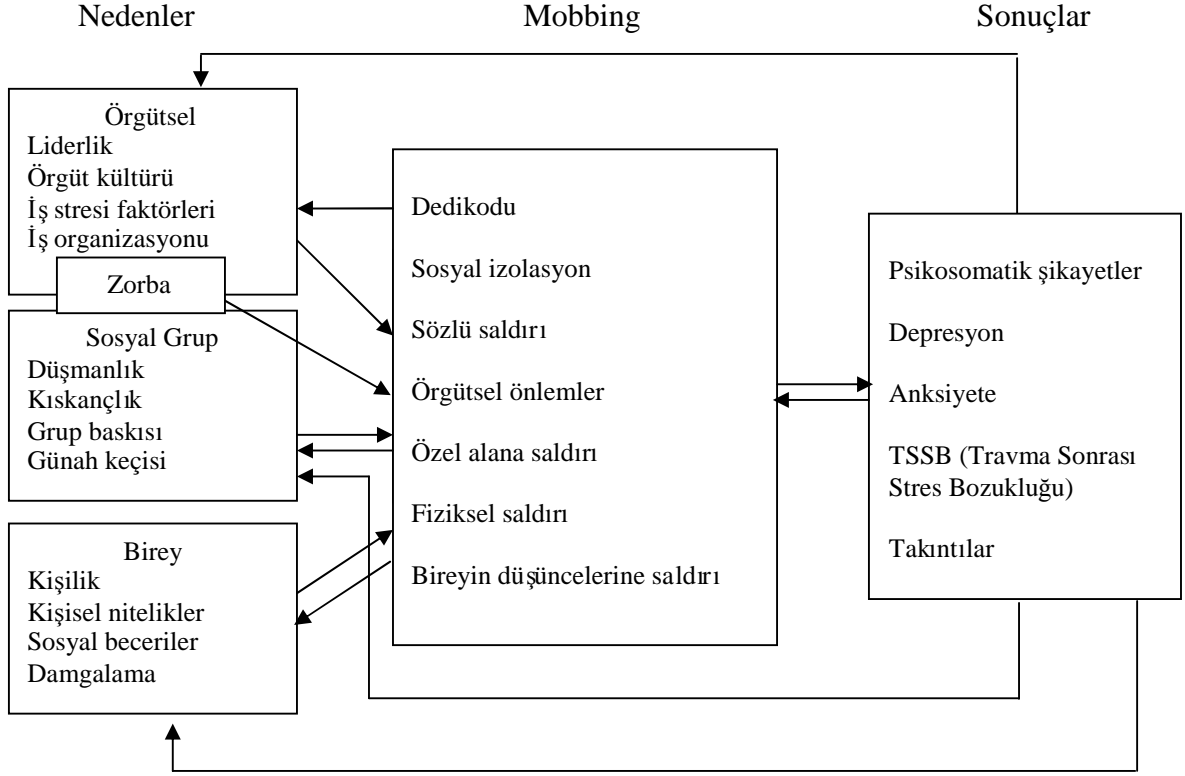 Nedenler
Mobbing
Sonuçlar
Örgütsel
Liderlik
Örgüt kültürü
İş stresi faktörleri
İş organizasyonu
Zorba
Sosyal Grup
Düşmanlık
Kıskançlık
Grup baskısı
Günah keçisi
Birey
Kişilik
Kişisel nitelikler
Sosyal beceriler
Damgalama
Dedikodu
Sosyal izolasyon
Sözlü saldırı
Örgütsel önlemler
Özel alana saldırı
Fiziksel saldırı
Bireyin düşüncelerine saldırı
Psikosomatik şikayetler
Depresyon
Anksiyete
TSSB (Travma Sonrası
Stres Bozukluğu)
Takıntılar